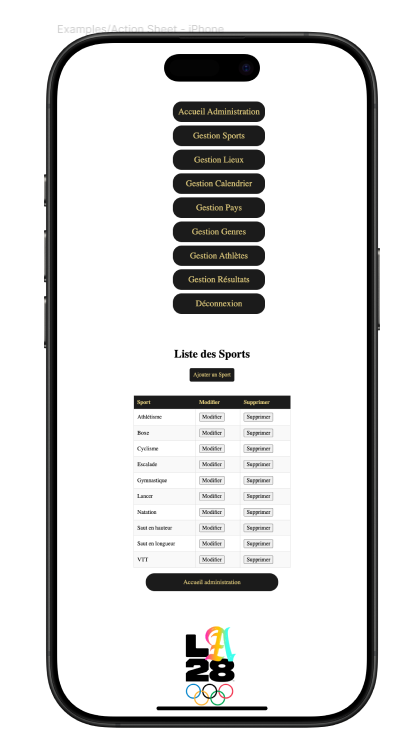 Examples/Action Sheet - iPhone
Accueil Administration
Gestion Sports
Gestion Lieux
Gestion Calendrier
Gestion Pays
Gestion Genres
Gestion Athlètes
Gestion Résultats
Déconnexion
Liste des Sports
Ajouter un Sport
Sport Modifier Supprimer
Athlétisme Modifier Supprimer
Boxe Modifier Supprimer
Cyclisme Modifier Supprimer
Escalade Modifier Supprimer
Gymnastique Modifier Supprimer
Lancer Modifier Supprimer
Natation Modifier Supprimer
Saut en hauteur Modifier Supprimer
Saut en longueur Modifier Supprimer
VTT Modifier Supprimer
Accueil administration
LA
28